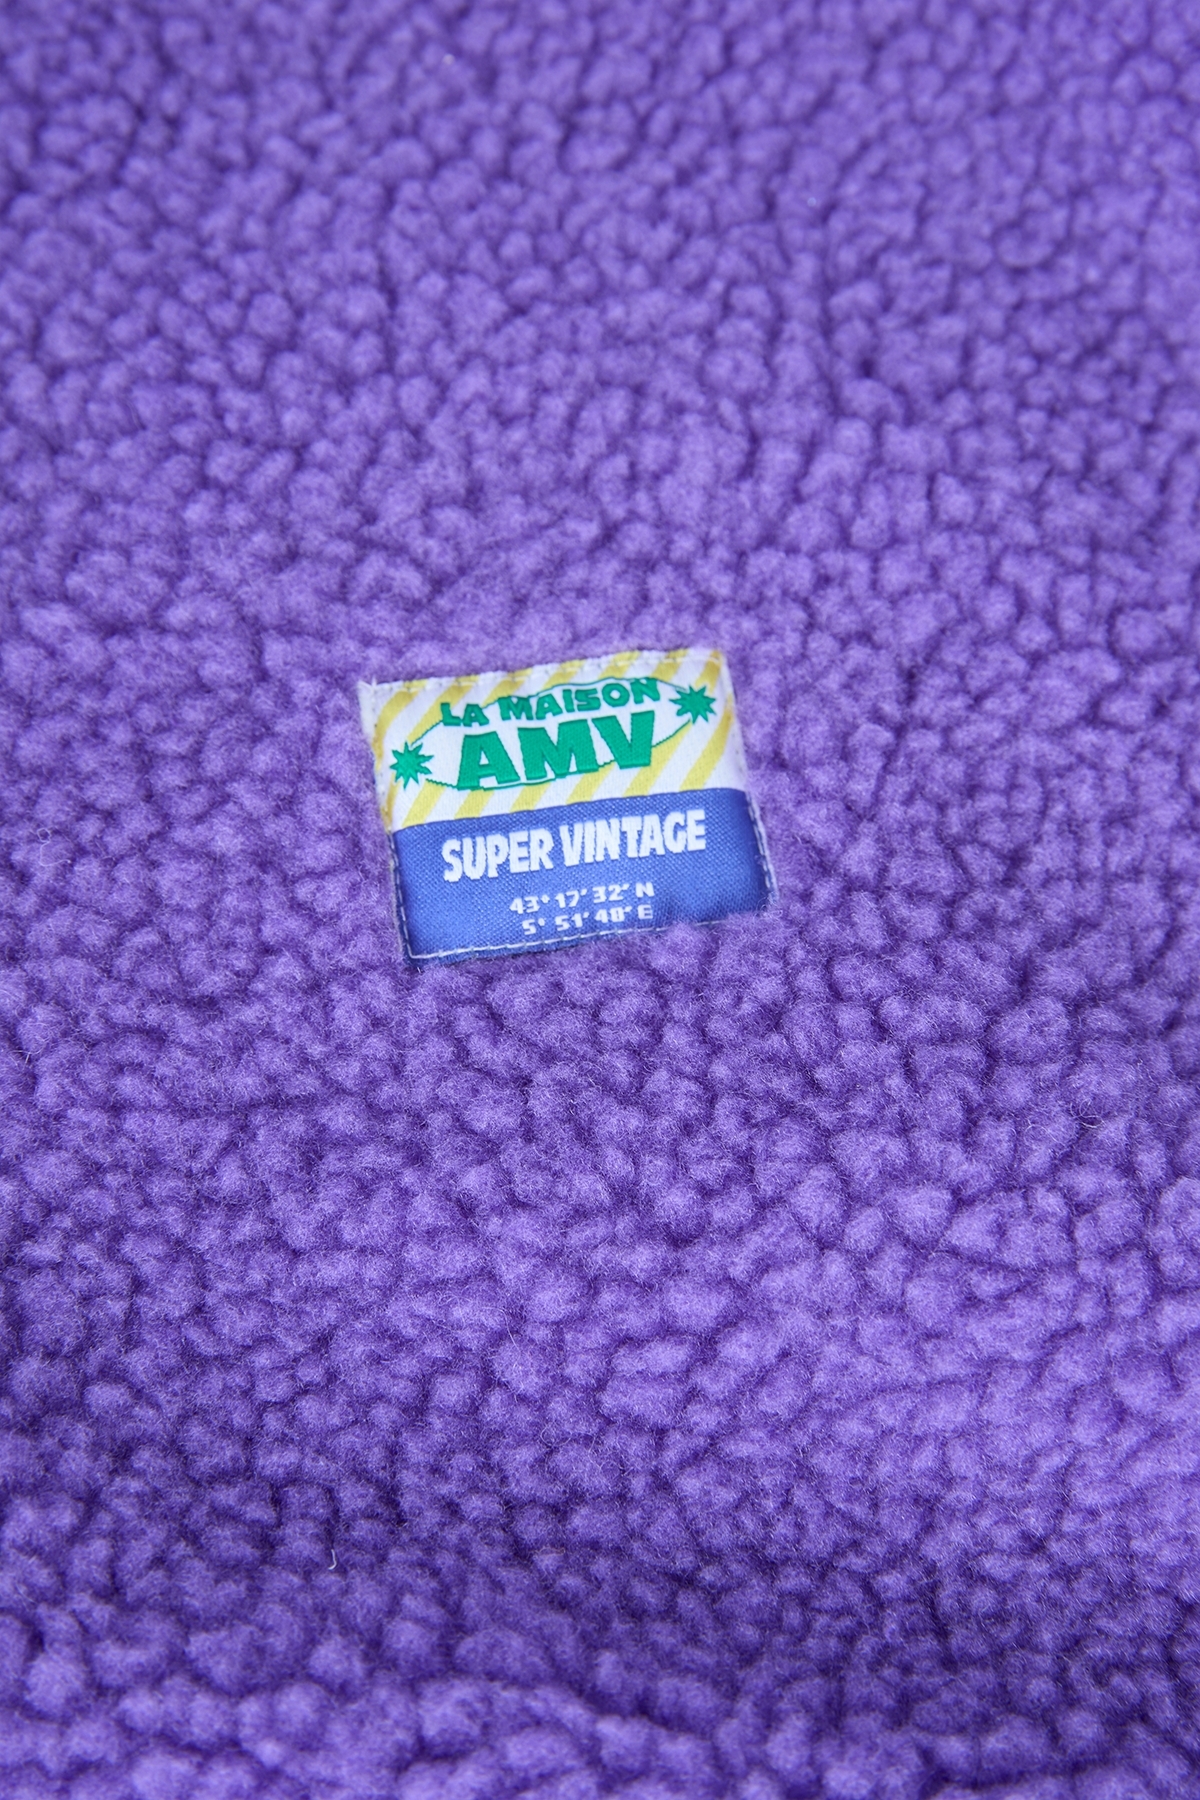 LA MAISON
AMV
SUPER VINTAGE
43° 17' 32' N
5° 51' 48' E